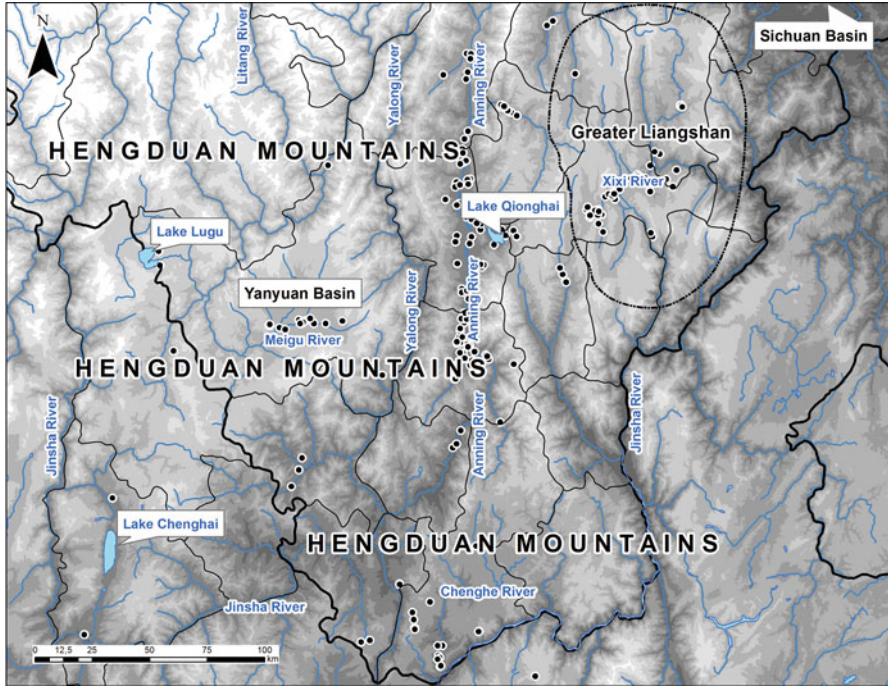 N
Sichuan Basin
Litang River
Yalong River
Anning River
Greater Liangshan
HENGDUAN MOUNTAINS
Xixi River
Lake Qionghai
Lake Lugu
Yanyuan Basin
Meigu River
Yalong River
Anning River
HENGDUAN MOUNTAINS
Jinsha River
Anning River
Jinsha River
Lake Chenghai
HENGDUAN MOUNTAINS
Chenghe River
Jinsha River
0 12,5 25 50 75 100
km